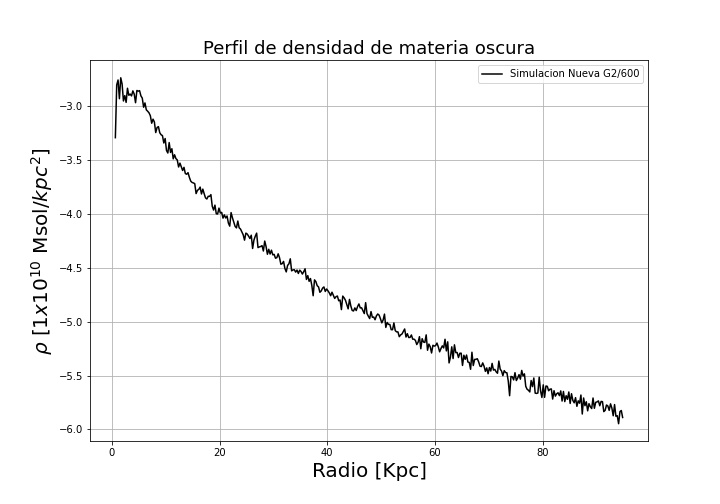 Perfil de densidad de materia oscura
Simulacion Nueva G2/600
ρ [1x10¹⁰ Msol/kpc²]
−3.0
−3.5
−4.0
−4.5
−5.0
−5.5
−6.0
0 20 40 60 80
Radio [Kpc]